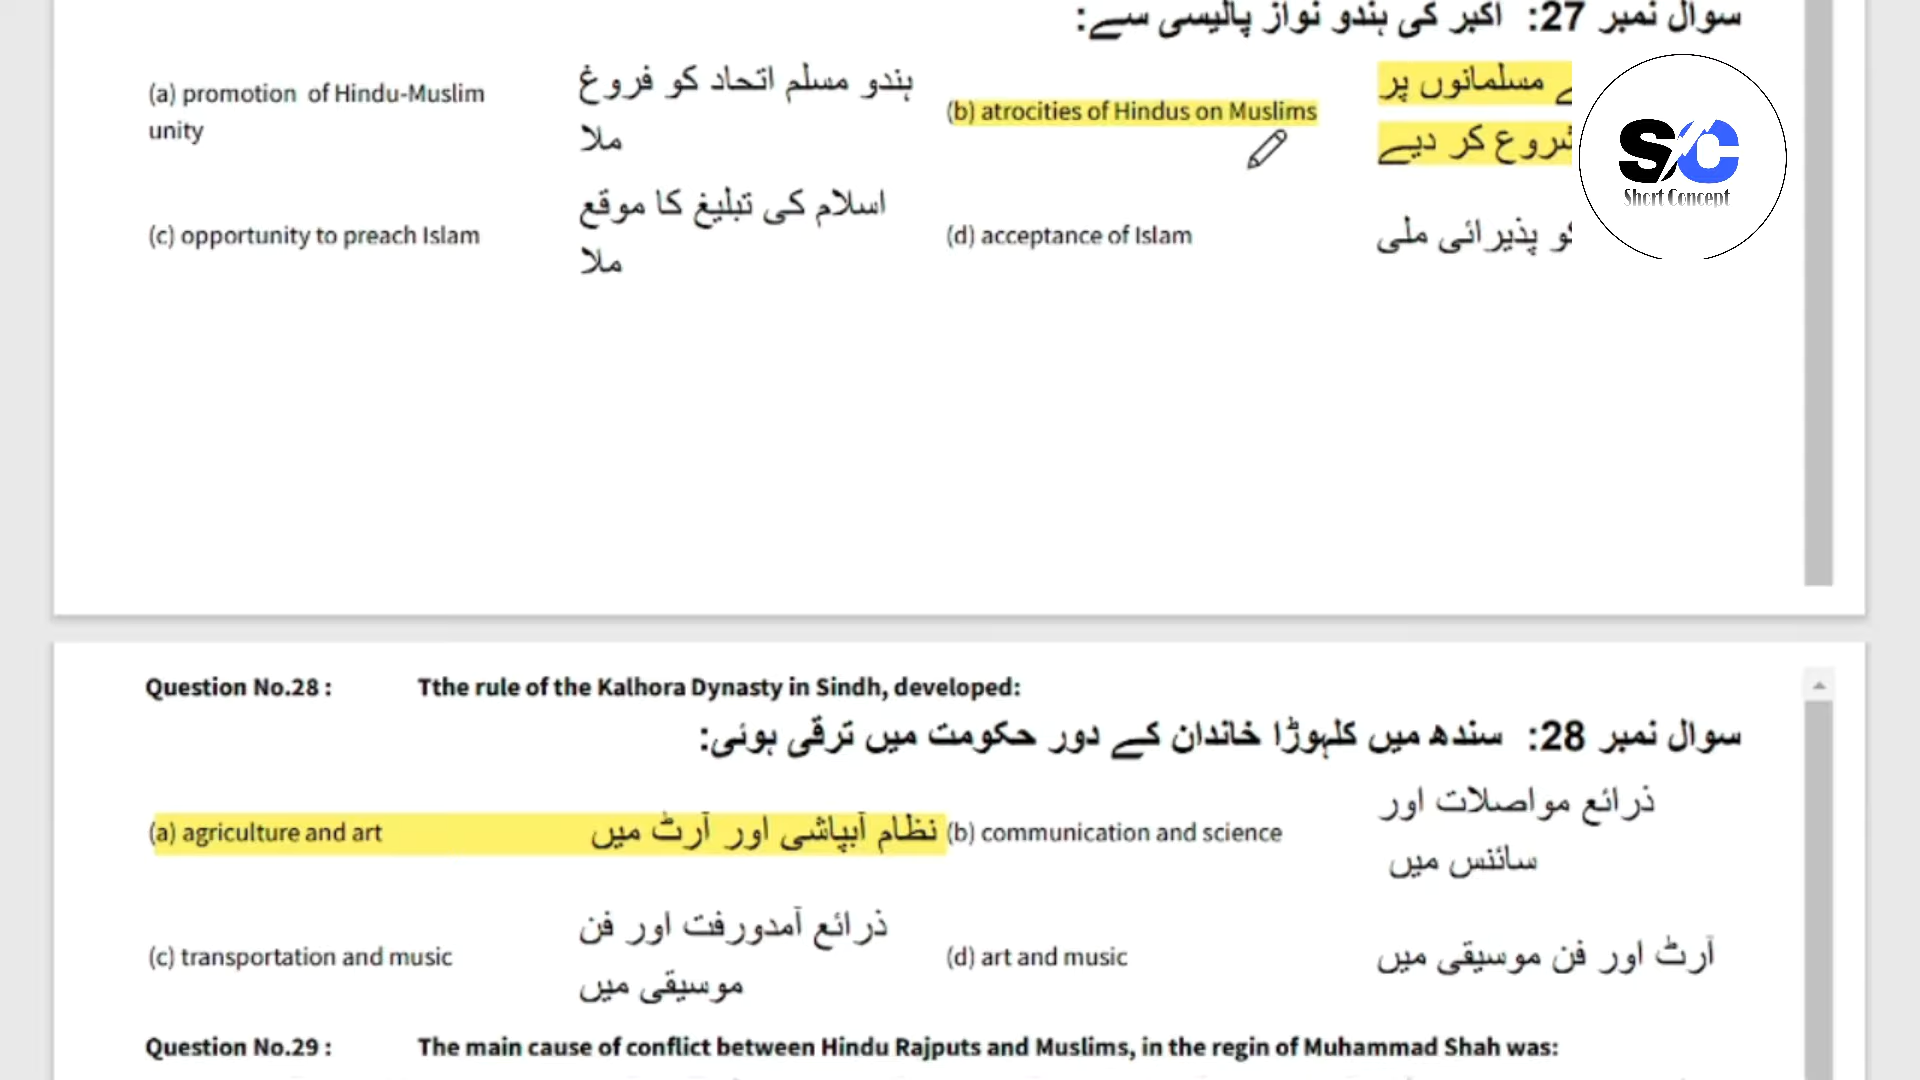 سوال نمبر 27: اکبر کی ہندو نواز پالیسی سے:
(a) promotion of Hindu-Muslim
unity
ہندو مسلم اتحاد کو فروغ
ملا
(b) atrocities of Hindus on Muslims
مسلمانوں پر
شروع کر دیے
(c) opportunity to preach Islam
اسلام کی تبلیغ کا موقع
ملا
(d) acceptance of Islam
پذیرائی ملی
S/C
Short Concept
Question No.28 : Tthe rule of the Kalhora Dynasty in Sindh, developed:
سوال نمبر 28: سندھ میں کلہوڑا خاندان کے دور حکومت میں ترقی ہوئی:
(a) agriculture and art نظام آبپاشی اور آرٹ میں
(b) communication and science
ذرائع مواصلات اور
سائنس میں
(c) transportation and music
ذرائع آمدورفت اور فن
موسیقی میں
(d) art and music آرٹ اور فن موسیقی میں
Question No.29 : The main cause of conflict between Hindu Rajputs and Muslims, in the regin of Muhammad Shah was: